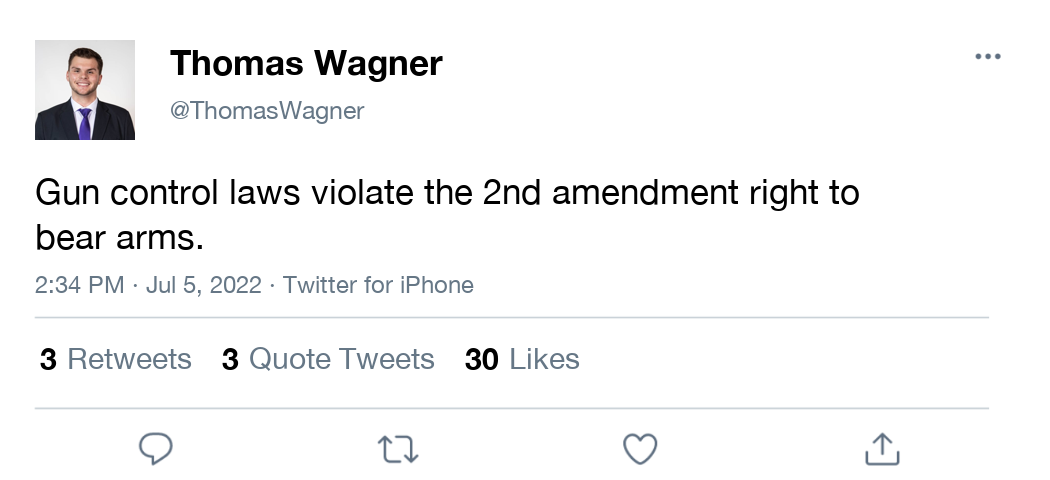 Thomas Wagner
@ThomasWagner
Gun control laws violate the 2nd amendment right to
bear arms.
2:34 PM · Jul 5, 2022 · Twitter for iPhone
3 Retweets 3 Quote Tweets 30 Likes